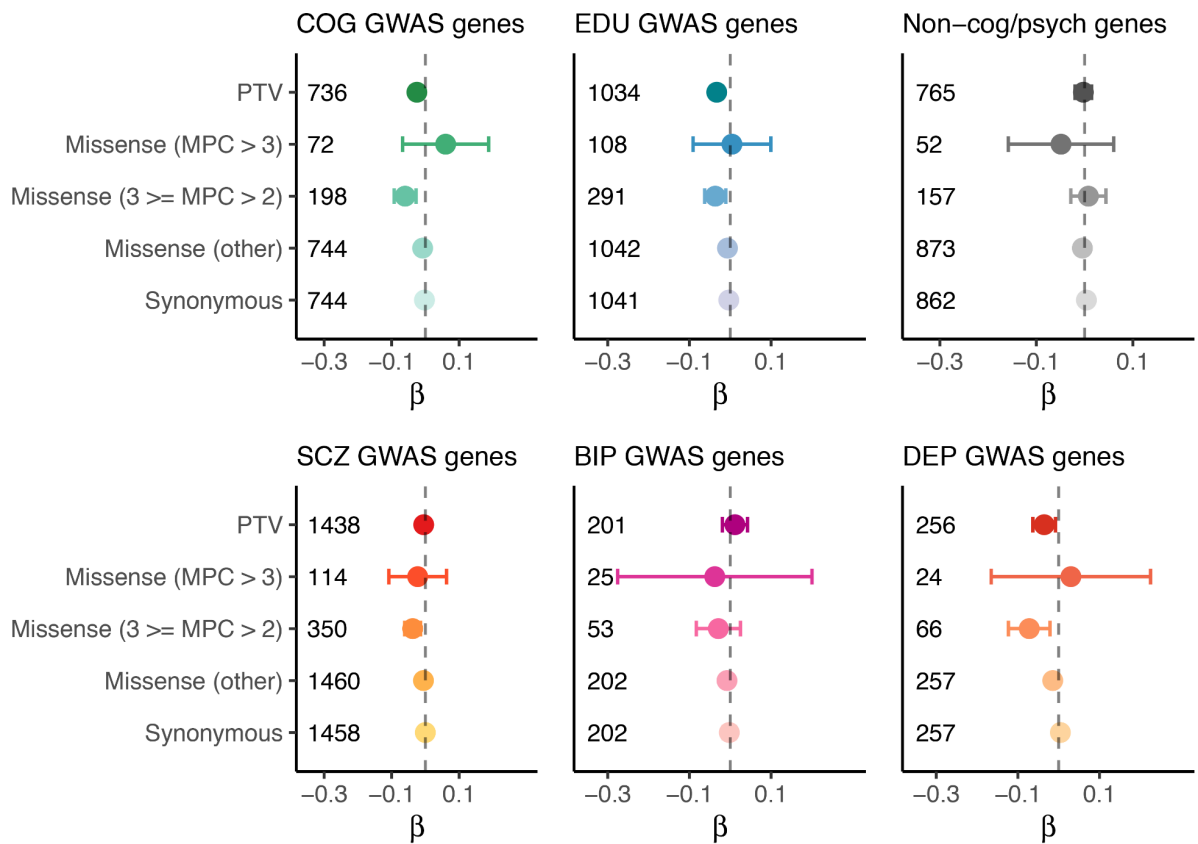 COG GWAS genes
EDU GWAS genes
Non−cog/psych genes
PTV 736 1034 765
Missense (MPC > 3) 72 108 52
Missense (3 >= MPC > 2) 198 291 157
Missense (other) 744 1042 873
Synonymous 744 1041 862
−0.3 −0.1 0.1 −0.3 −0.1 0.1 −0.3 −0.1 0.1
β β β
SCZ GWAS genes
BIP GWAS genes
DEP GWAS genes
PTV 1438 201 256
Missense (MPC > 3) 114 25 24
Missense (3 >= MPC > 2) 350 53 66
Missense (other) 1460 202 257
Synonymous 1458 202 257
−0.3 −0.1 0.1 −0.3 −0.1 0.1 −0.3 −0.1 0.1
β β β